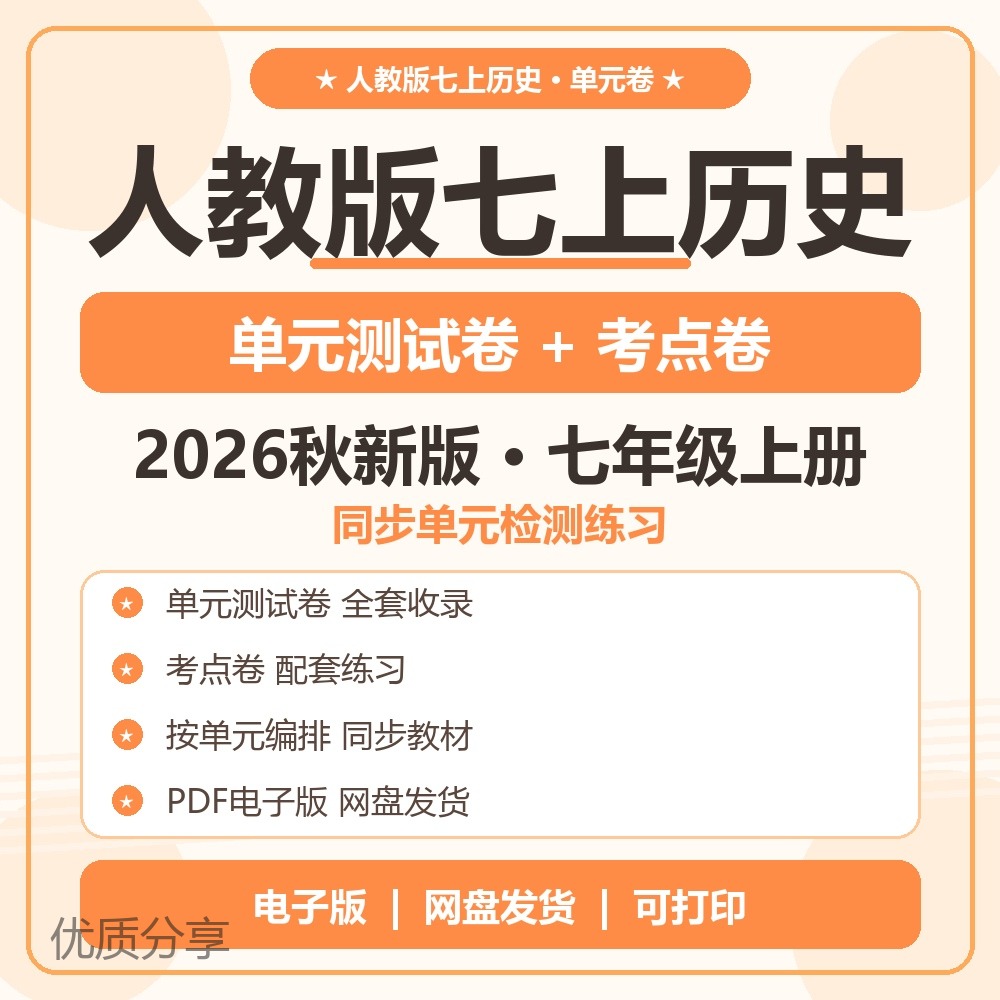 ★ 人教版七上历史·单元卷 ★
人教版七上历史
单元测试卷 + 考点卷
2026秋新版·七年级上册
同步单元检测练习
★ 单元测试卷 全套收录
★ 考点卷 配套练习
★ 按单元编排 同步教材
★ PDF电子版 网盘发货
电子版 | 网盘发货 | 可打印
优质分享